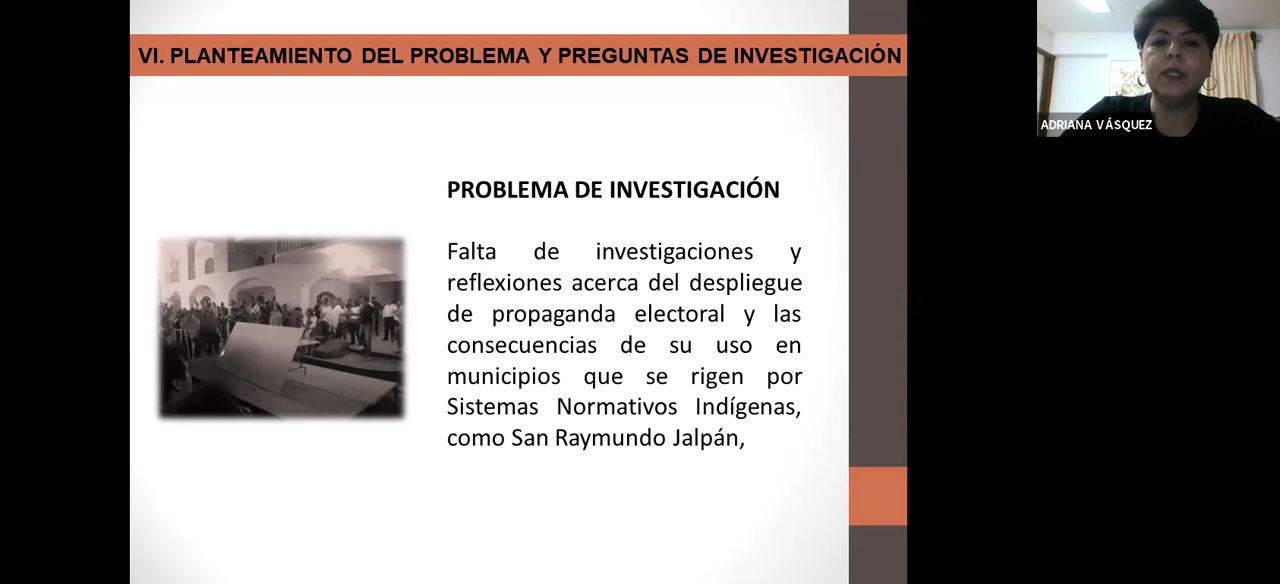 VI. PLANTEAMIENTO DEL PROBLEMA Y PREGUNTAS DE INVESTIGACIÓN
ADRIANA VÁSQUEZ
PROBLEMA DE INVESTIGACIÓN
Falta de investigaciones y
reflexiones acerca del despliegue
de propaganda electoral y las
consecuencias de su uso en
municipios que se rigen por
Sistemas Normativos Indígenas,
como San Raymundo Jalpán,